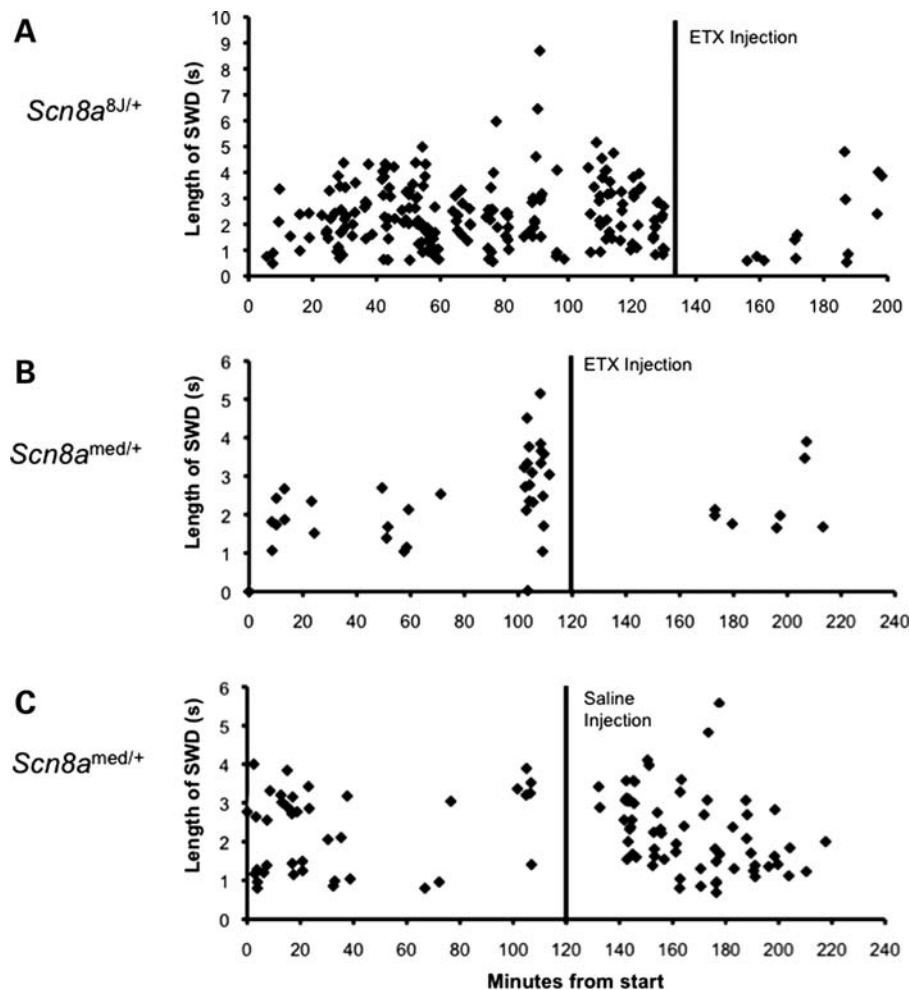 A
Scn8a8J/+
Length of SWD (s)
10
9
8
7
6
5
4
3
2
1
0
ETX Injection
0 20 40 60 80 100 120 140 160 180 200
B
Scn8amed/+
Length of SWD (s)
6
5
4
3
2
1
0
ETX Injection
0 20 40 60 80 100 120 140 160 180 200 220 240
C
Scn8amed/+
Length of SWD (s)
6
5
4
3
2
1
0
Saline
Injection
0 20 40 60 80 100 120 140 160 180 200 220 240
Minutes from start